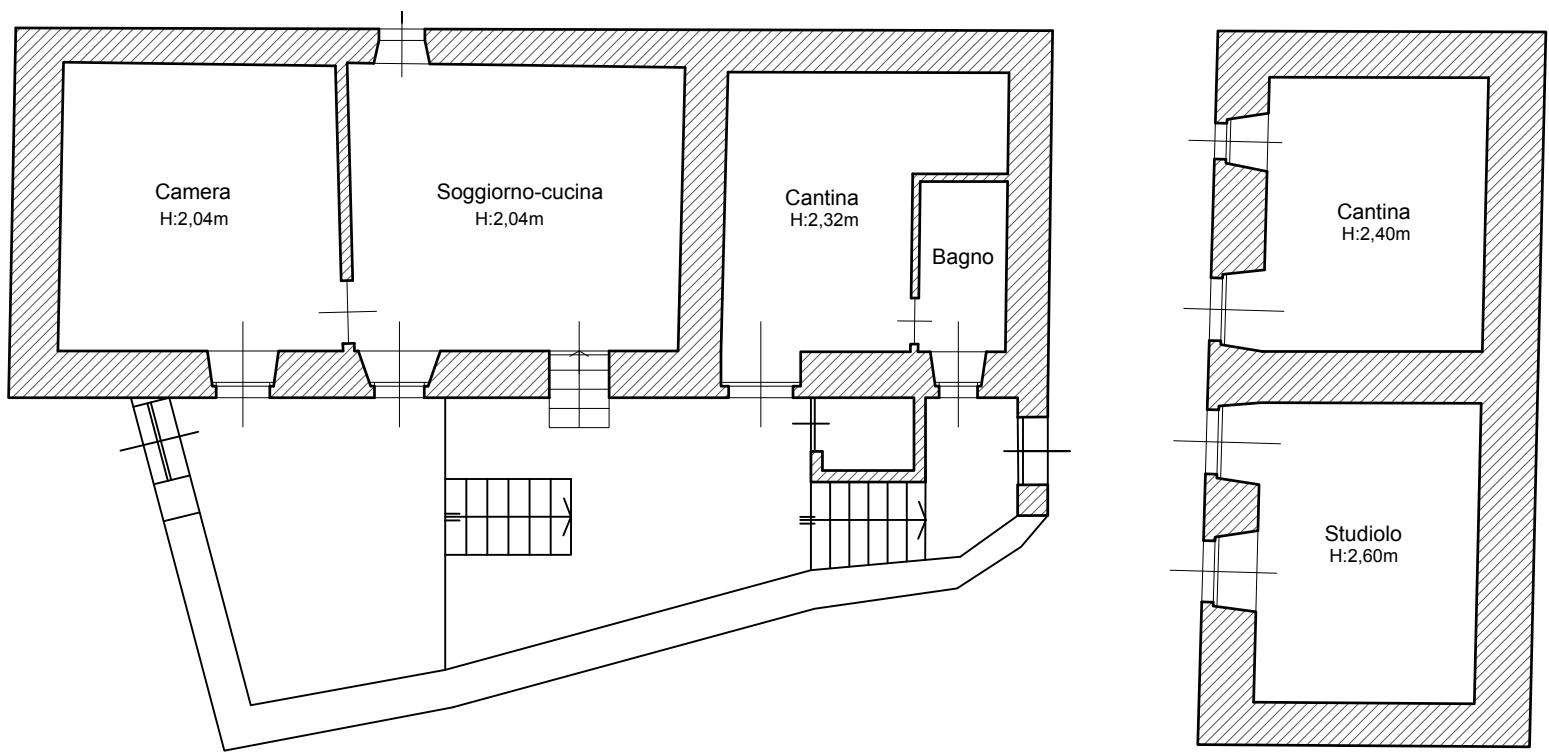 Camera
H:2,04m
Soggiorno-cucina
H:2,04m
Cantina
H:2,32m
Bagno
Cantina
H:2,40m
Studiolo
H:2,60m